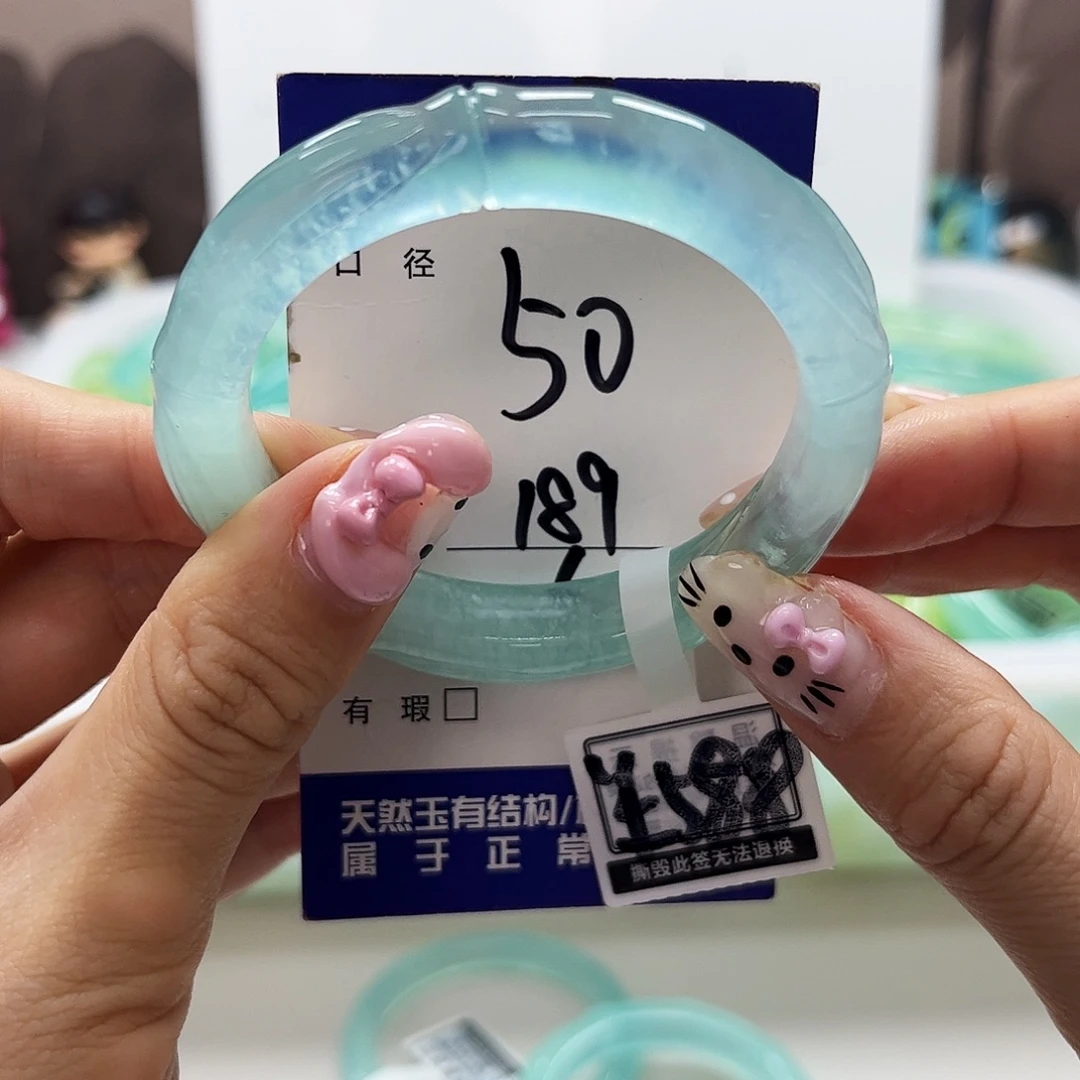 口 径
50
189
有 瑕 □
天然玉有结构/
属 于 正 常
撕毁此签无法退换